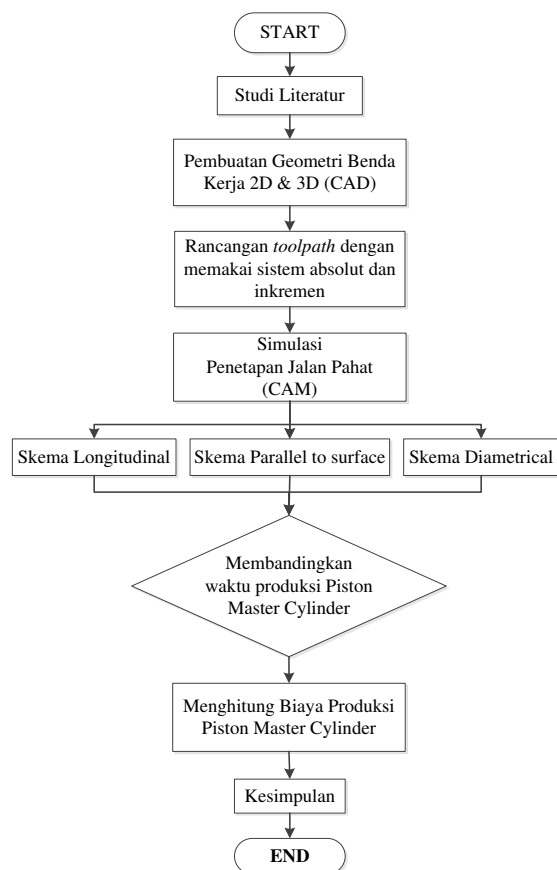 START
Studi Literatur
Pembuatan Geometri Benda
Kerja 2D & 3D (CAD)
Rancangan toolpath dengan
memakai sistem absolut dan
inkremen
Simulasi
Penetapan Jalan Pahat
(CAM)
Skema Longitudinal
Skema Parallel to surface
Skema Diametrical
Membandingkan
waktu produksi Piston
Master Cylinder
Menghitung Biaya Produksi
Piston Master Cylinder
Kesimpulan
END